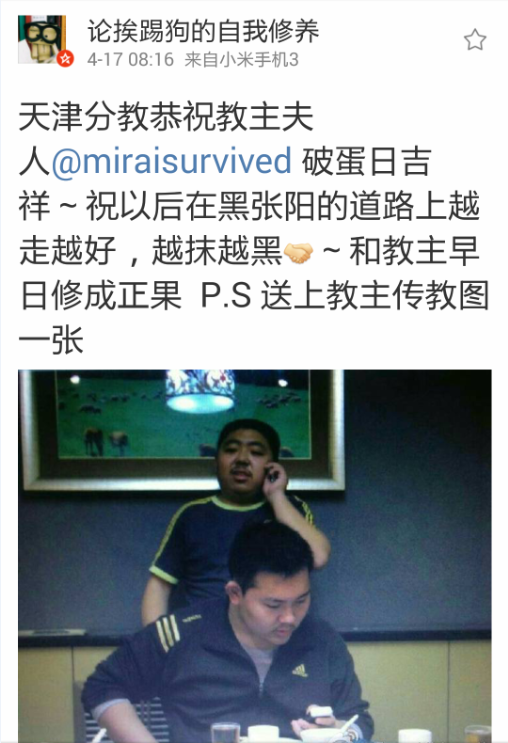 论挨踢狗的自我修养
4-17 08:16 来自小米手机3
天津分教恭祝教主夫
人@miraisurvived 破蛋日吉
祥~祝以后在黑张阳的道路上越
走越好，越抹越黑~和教主早
日修成正果 P.S 送上教主传教图
一张